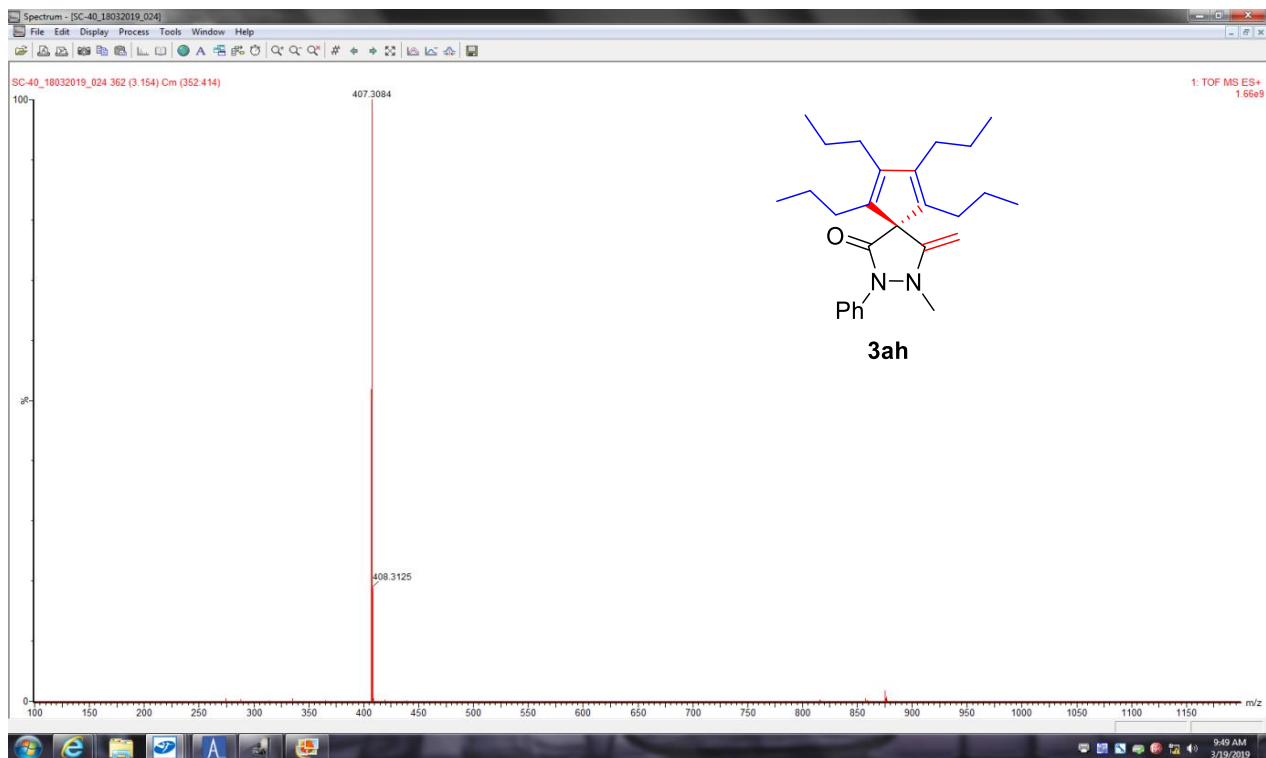 Spectrum - [SC-40_18032019_024]
File Edit Display Process Tools Window Help
SC-40_18032019_024 362 (3.154) Cm (352:414)
1: TOF MS ES+
1.66e9
100
407.3084
%
408.3125
0
100 150 200 250 300 350 400 450 500 550 600 650 700 750 800 850 900 950 1000 1050 1100 1150
m/z
O
N
N
Ph
3ah
9:49 AM
3/19/2019